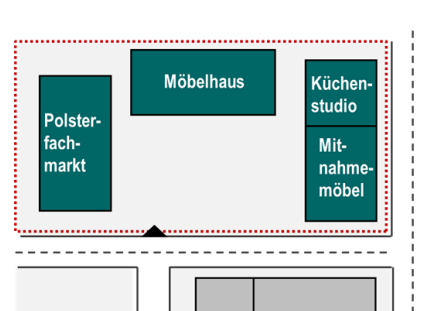 Möbelhaus
Polster-
fach-
markt
Küchen-
studio
Mit-
nahme-
möbel